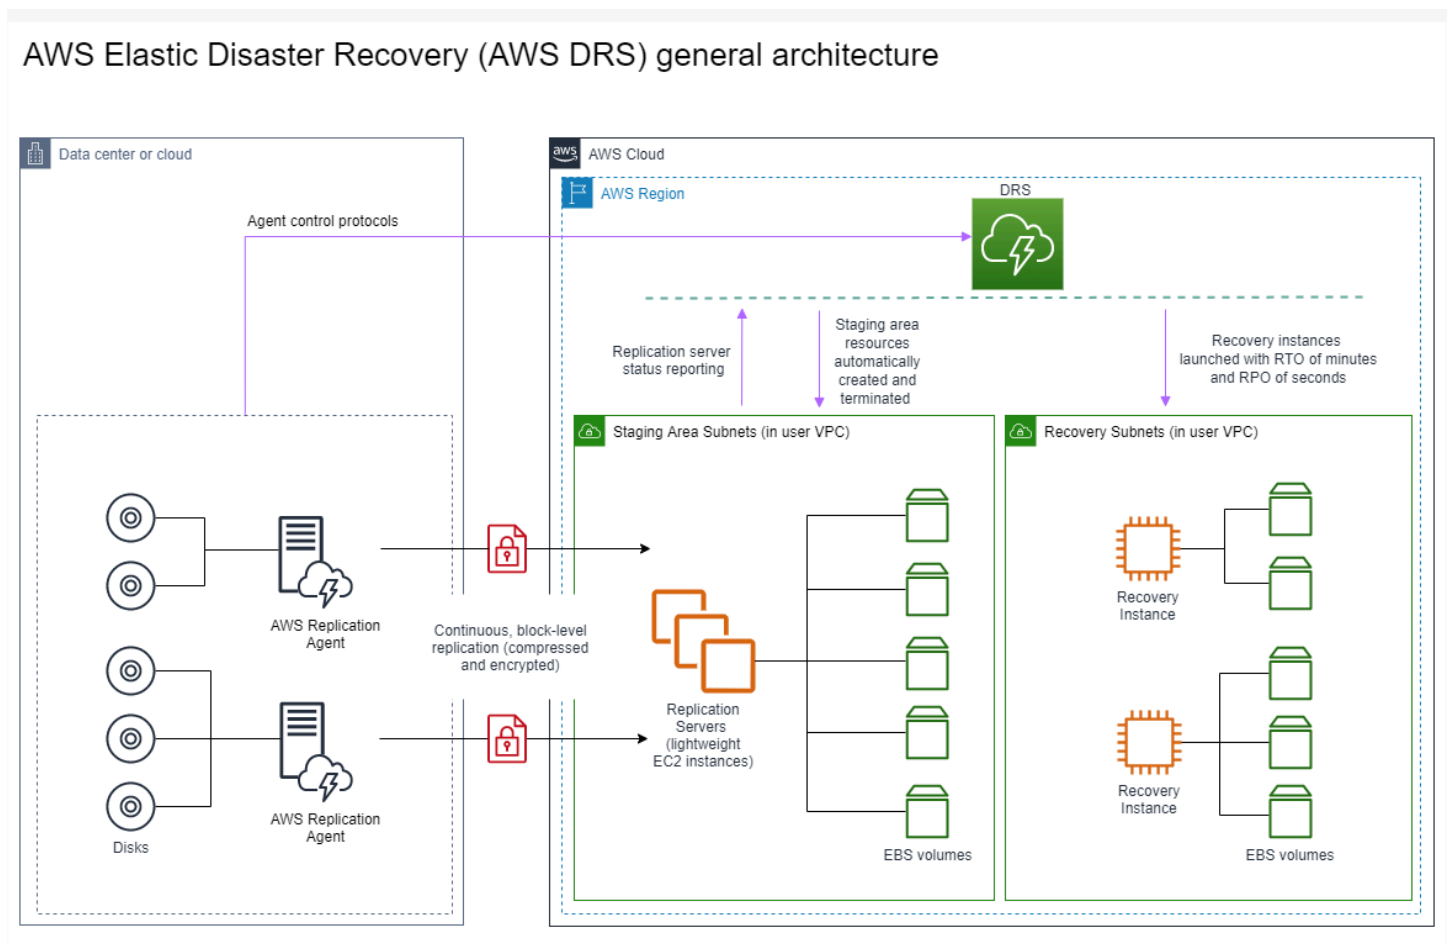 AWS Elastic Disaster Recovery (AWS DRS) general architecture
Data center or cloud
aws
AWS Cloud
AWS Region
DRS
Agent control protocols
Replication server
status reporting
Staging area
resources
automatically
created and
terminated
Recovery instances
launched with RTO of minutes
and RPO of seconds
Staging Area Subnets (in user VPC)
Recovery Subnets (in user VPC)
AWS Replication
Agent
Continuous, block-level
replication (compressed
and encrypted)
Recovery
Instance
Replication
Servers
(lightweight
EC2 instances)
AWS Replication
Agent
Disks
Recovery
Instance
EBS volumes
EBS volumes